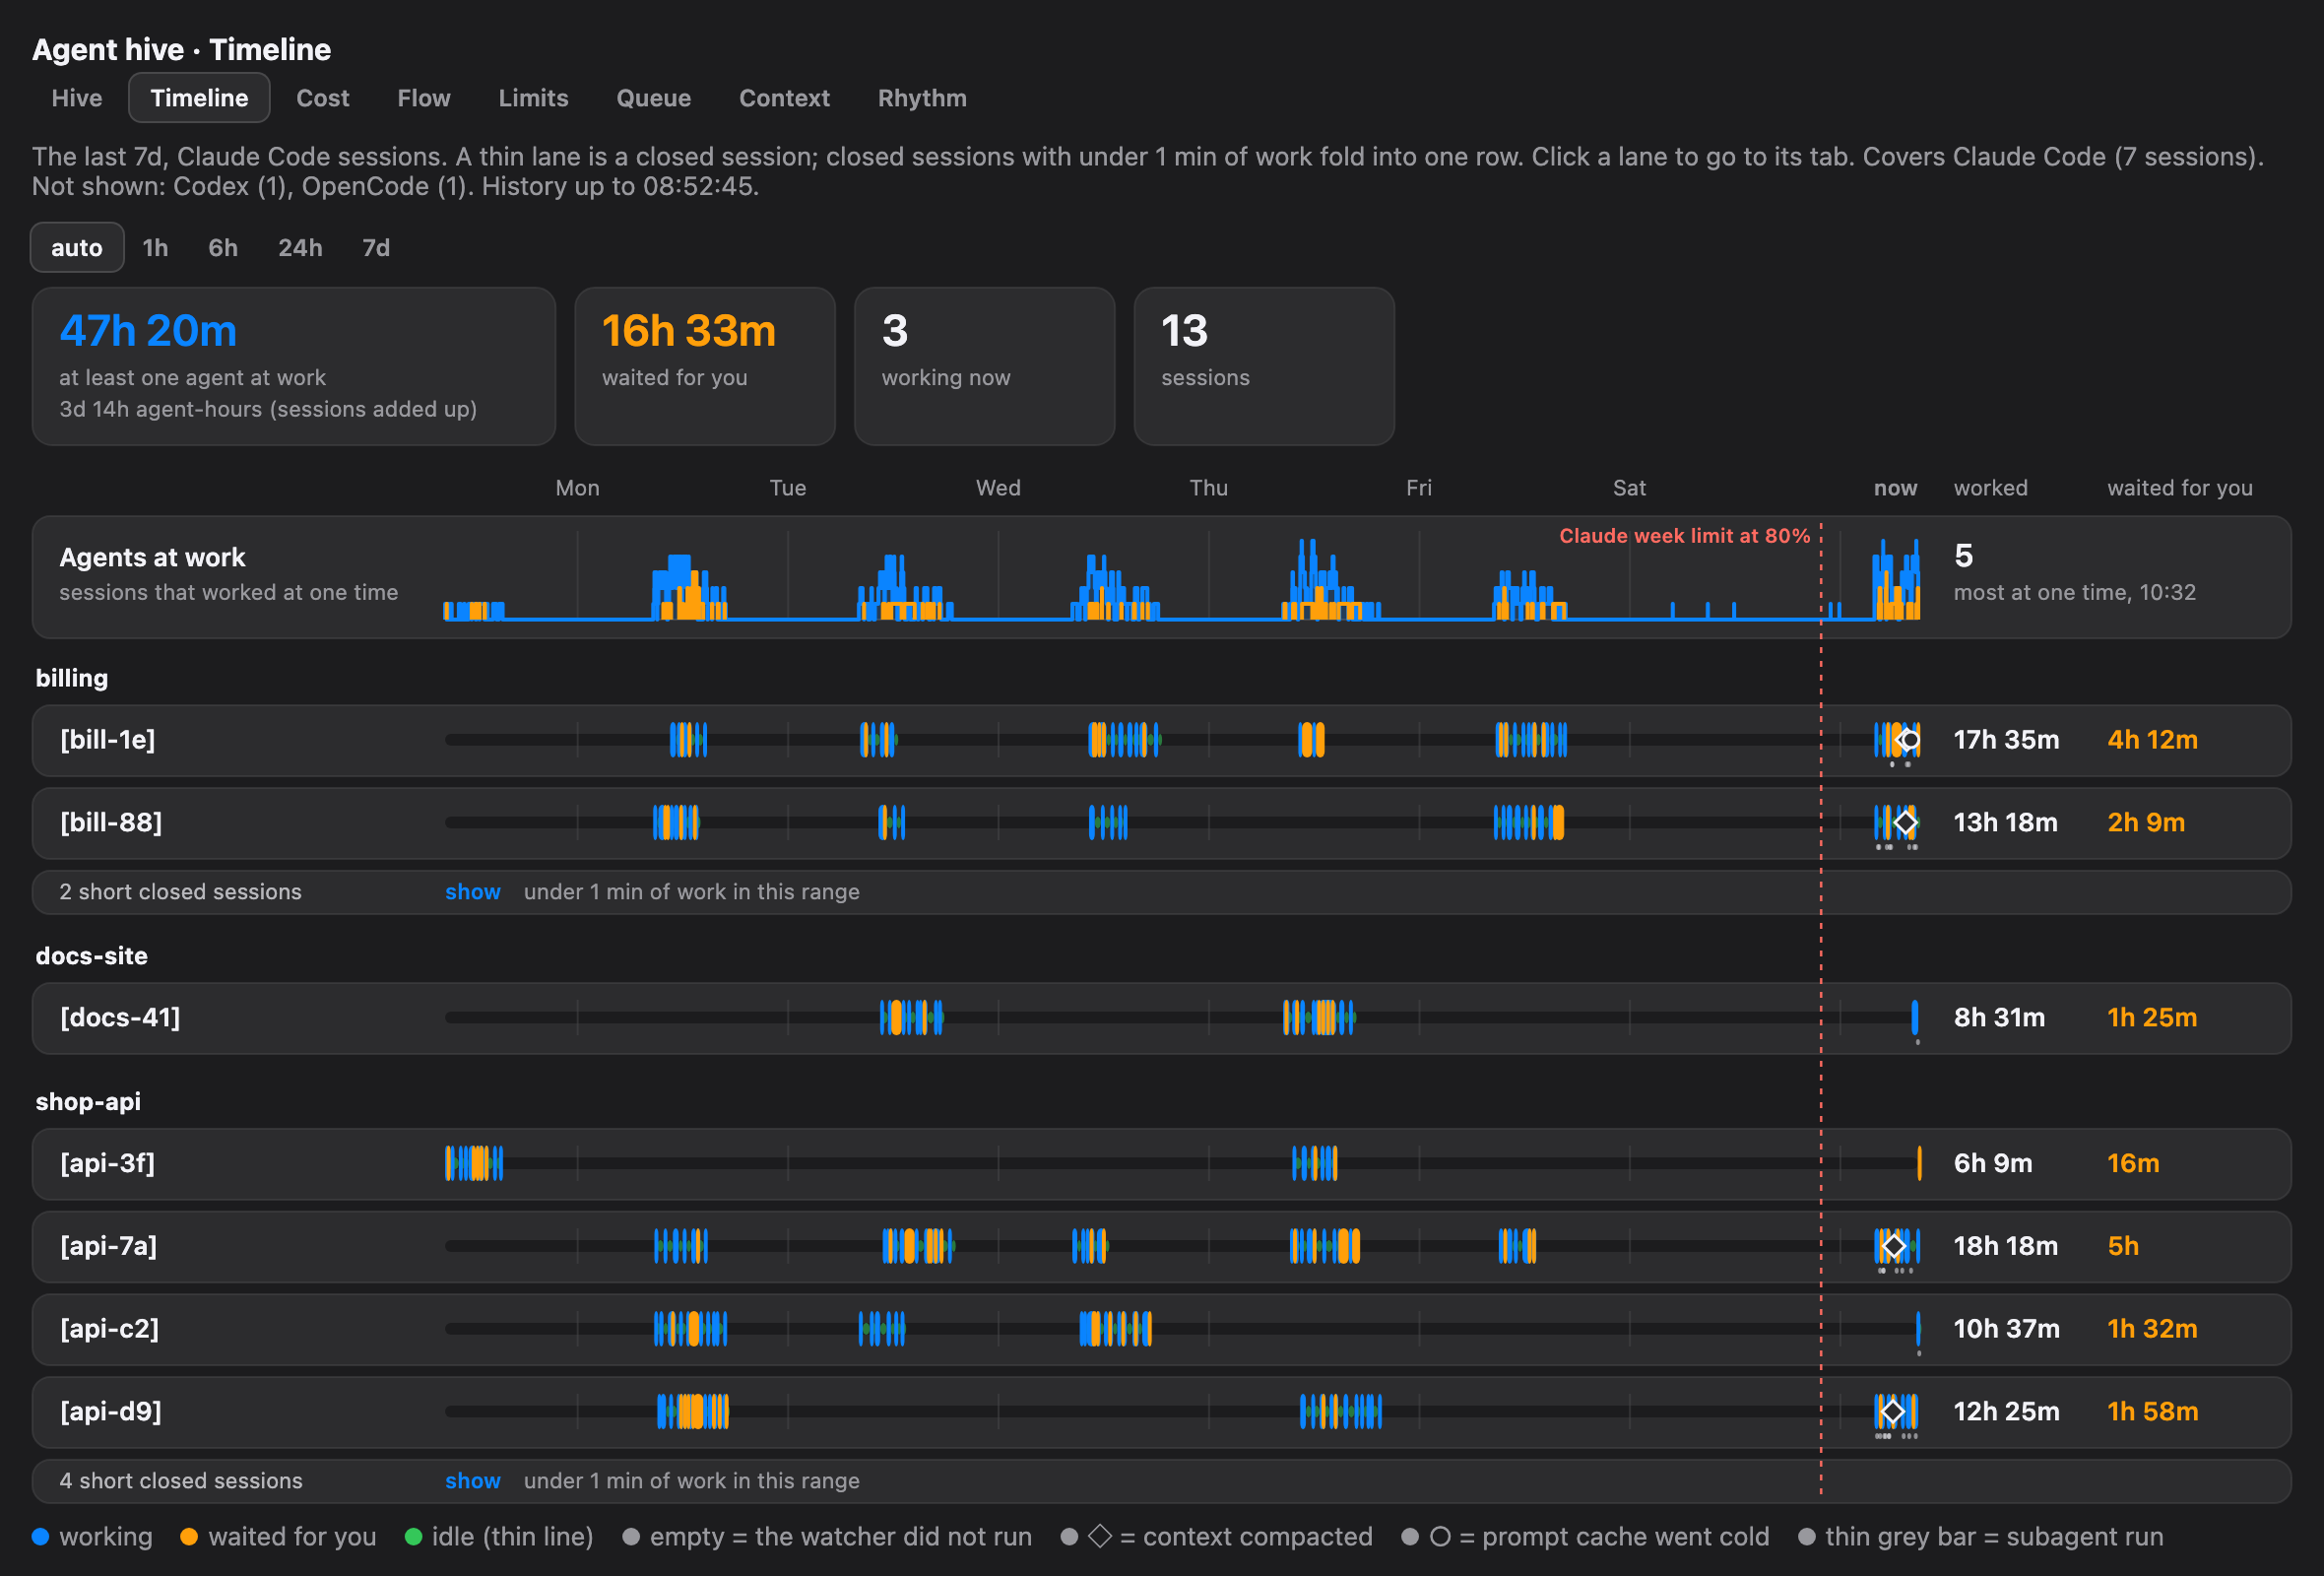 Agent hive · Timeline
Hive Timeline Cost Flow Limits Queue Context Rhythm
The last 7d, Claude Code sessions. A thin lane is a closed session; closed sessions with under 1 min of work fold into one row. Click a lane to go to its tab. Covers Claude Code (7 sessions).
Not shown: Codex (1), OpenCode (1). History up to 08:52:45.
auto 1h 6h 24h 7d
47h 20m
at least one agent at work
3d 14h agent-hours (sessions added up)
16h 33m
waited for you
3
working now
13
sessions
Mon Tue Wed Thu Fri Sat now worked waited for you
Claude week limit at 80%
Agents at work
sessions that worked at one time
5
most at one time, 10:32
billing
[bill-1e] 17h 35m 4h 12m
[bill-88] 13h 18m 2h 9m
2 short closed sessions show under 1 min of work in this range
docs-site
[docs-41] 8h 31m 1h 25m
shop-api
[api-3f] 6h 9m 16m
[api-7a] 18h 18m 5h
[api-c2] 10h 37m 1h 32m
[api-d9] 12h 25m 1h 58m
4 short closed sessions show under 1 min of work in this range
working waited for you idle (thin line) empty = the watcher did not run = context compacted = prompt cache went cold thin grey bar = subagent run